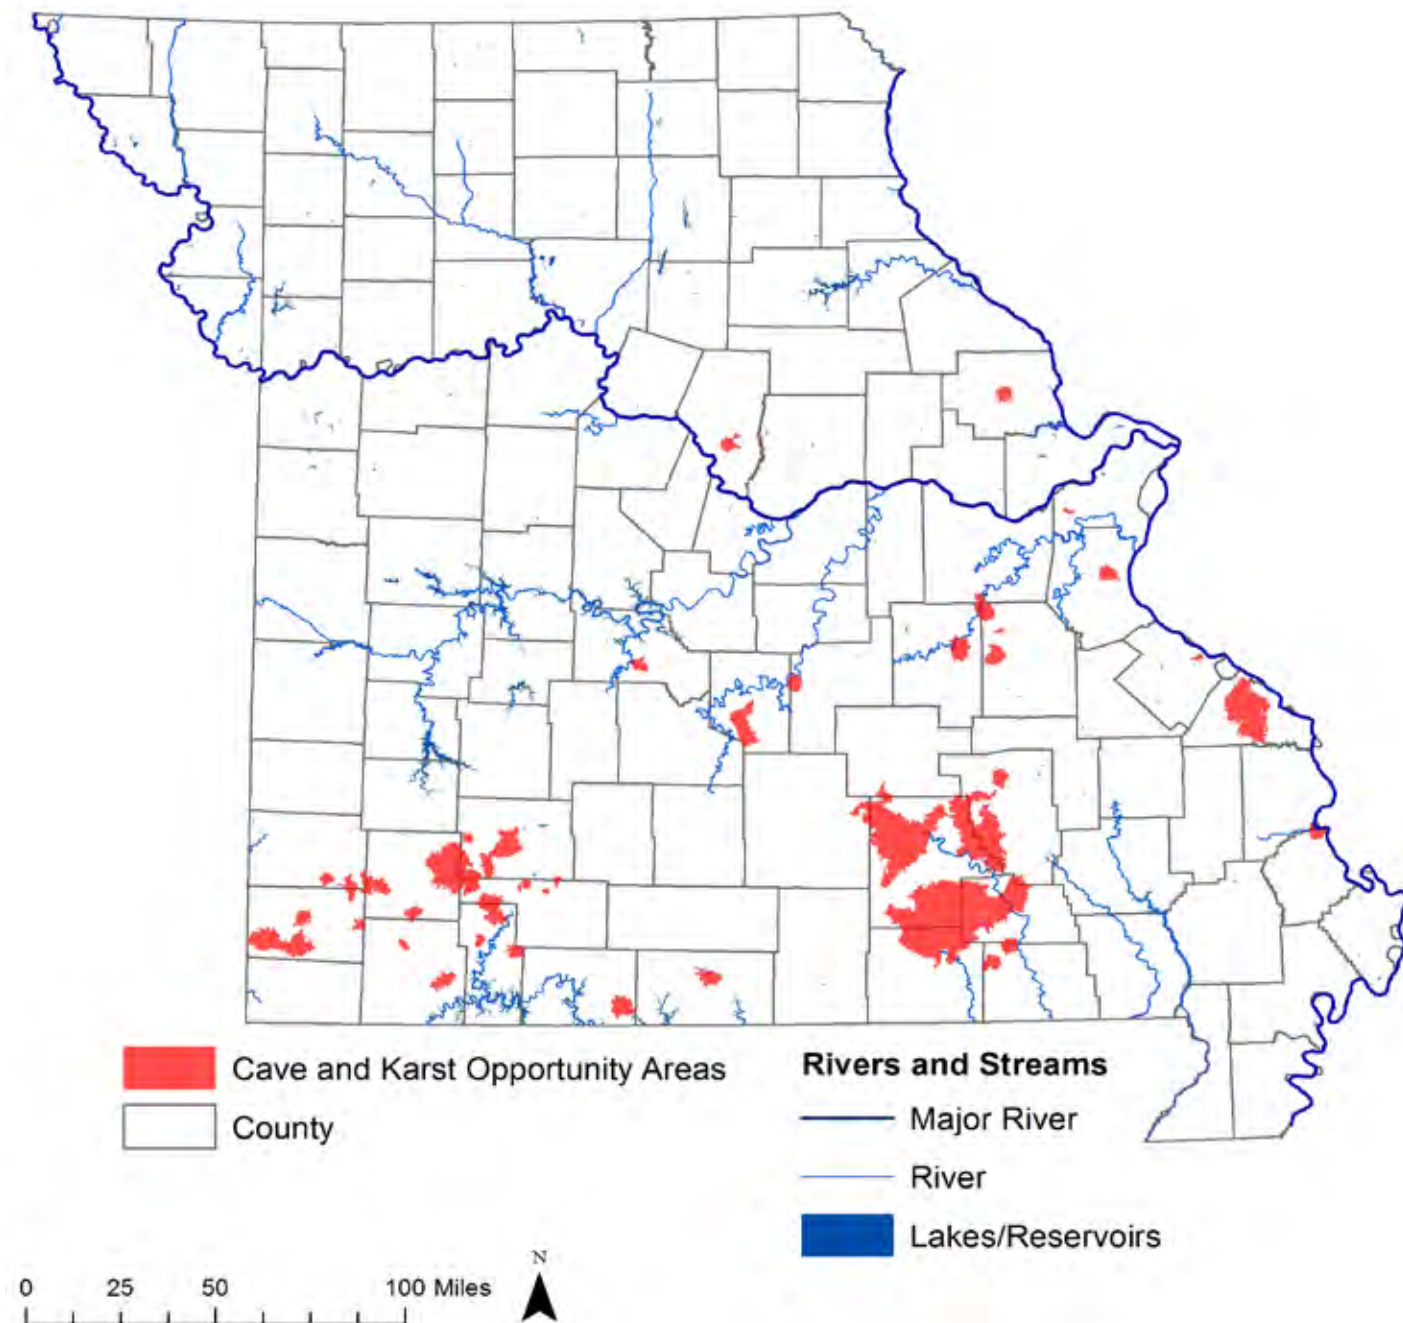 Cave and Karst Opportunity Areas
County
Rivers and Streams
Major River
River
Lakes/Reservoirs
0 25 50 100 Miles
N